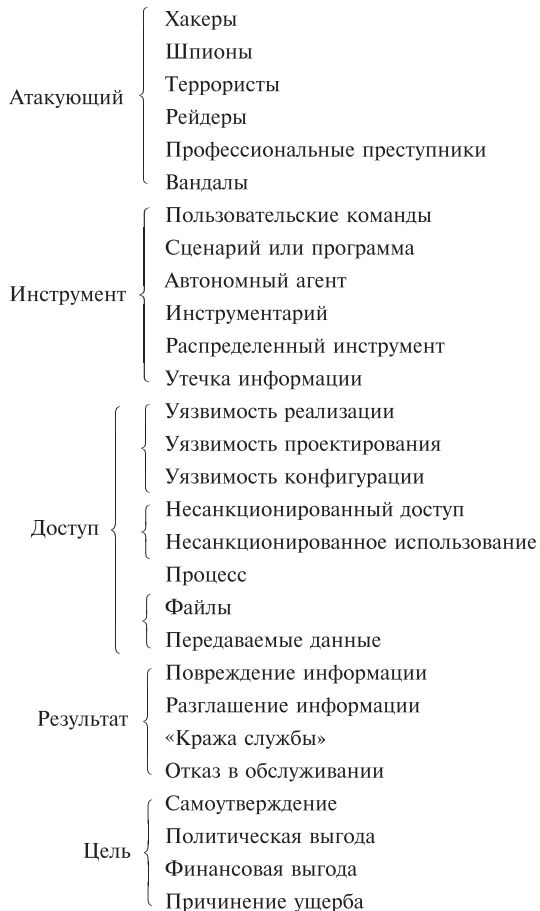 Атакующий
Хакеры
Шпионы
Террористы
Рейдеры
Профессиональные преступники
Вандалы
Инструмент
Пользовательские команды
Сценарий или программа
Автономный агент
Инструментарий
Распределенный инструмент
Утечка информации
Доступ
Уязвимость реализации
Уязвимость проектирования
Уязвимость конфигурации
Несанкционированный доступ
Несанкционированное использование
Процесс
Файлы
Передаваемые данные
Результат
Повреждение информации
Разглашение информации
«Кража службы»
Отказ в обслуживании
Цель
Самоутверждение
Политическая выгода
Финансовая выгода
Причинение ущерба